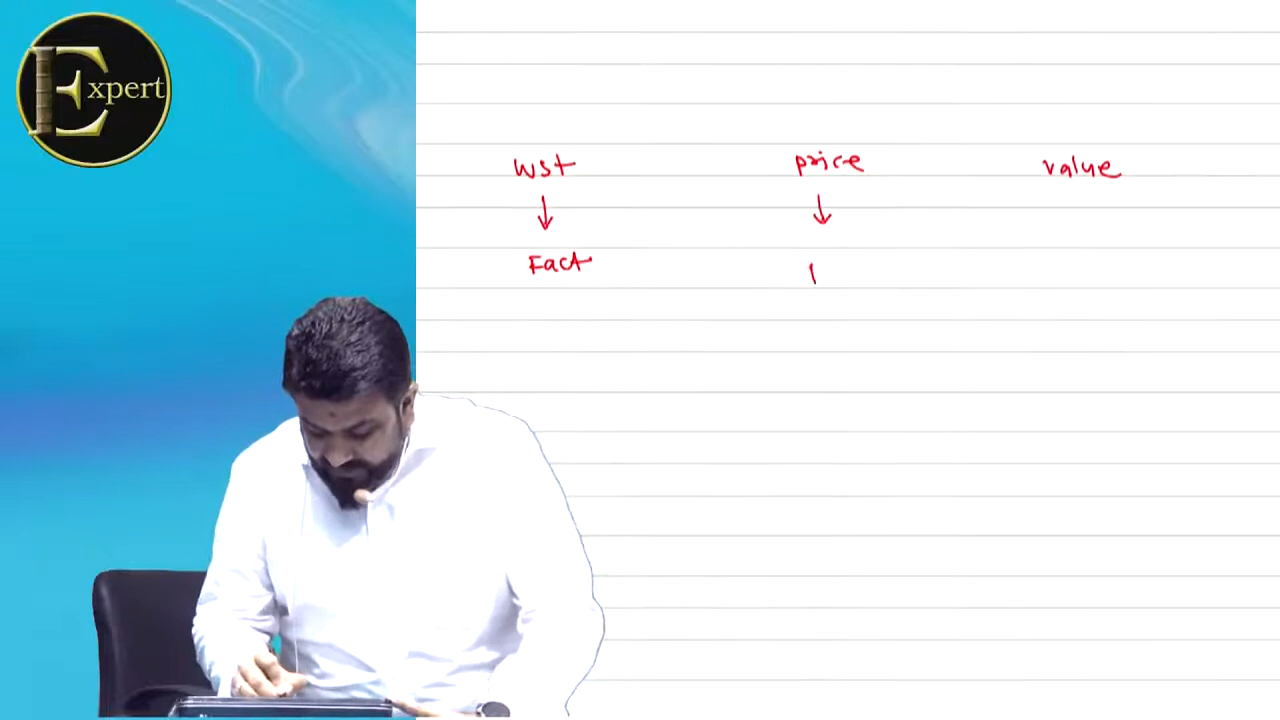 Expert
wst price value
↓ ↓
Fact